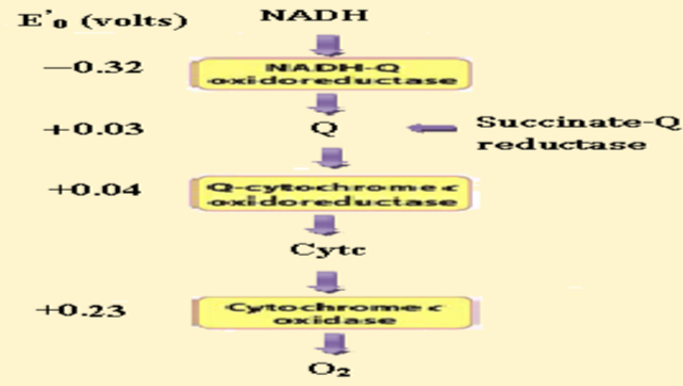 E'₀ (volts) NADH
—0.32 NADH-Q
oxidoreductase
+0.03 Q Succinate-Q
reductase
+0.04 Q-cytochrome c
oxidoreductase
Cytc
+0.23 Cytochrome c
oxidase
O₂